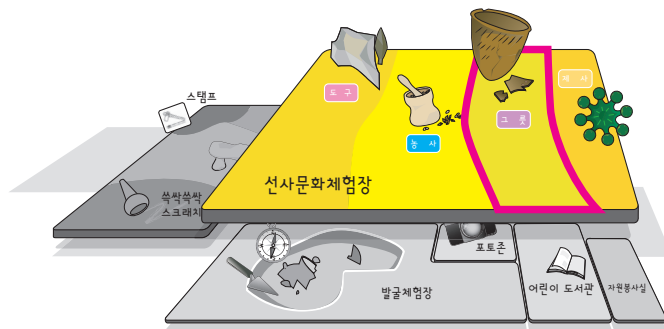 스탬프
쓱싹쓱싹
스크래치
도구
농사
그릇
제사
선사문화체험장
포토존
발굴체험장
어린이 도서관
자원봉사실